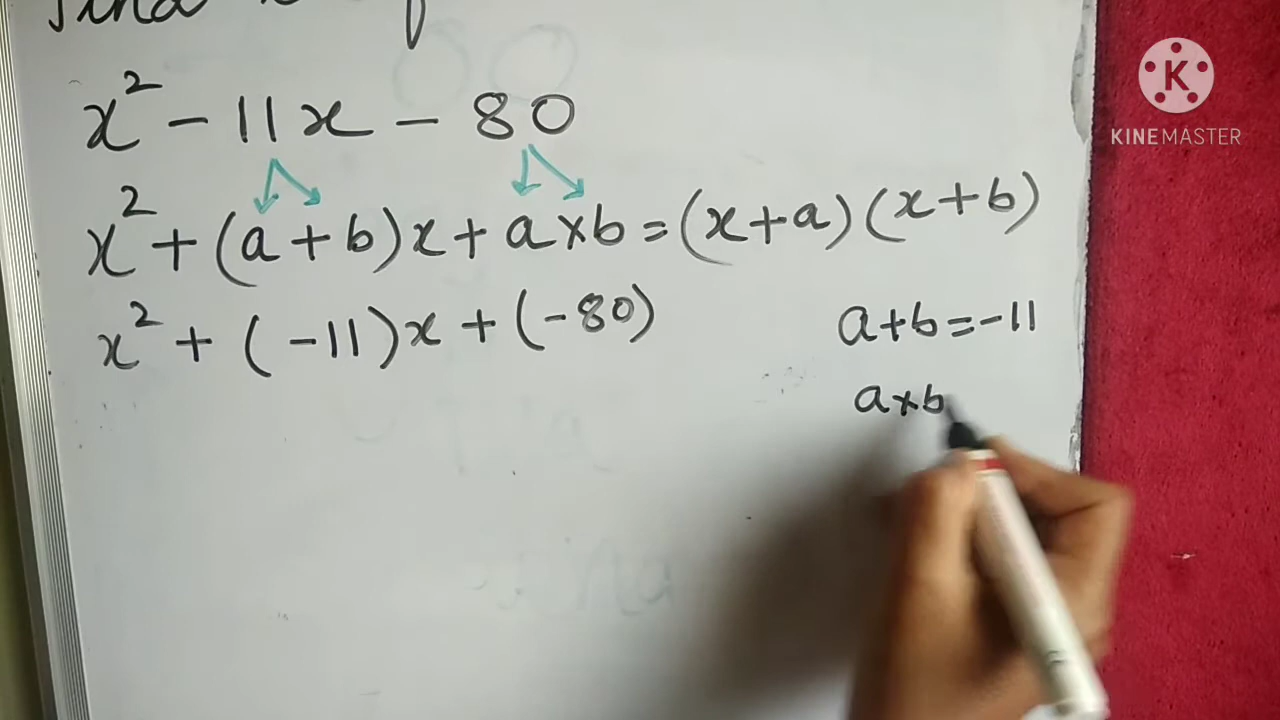 x² - 11x - 80
x² + (a + b)x + a×b = (x + a)(x + b)
x² + (-11)x + (-80)
a + b = -11
a×b
K
KINEMASTER